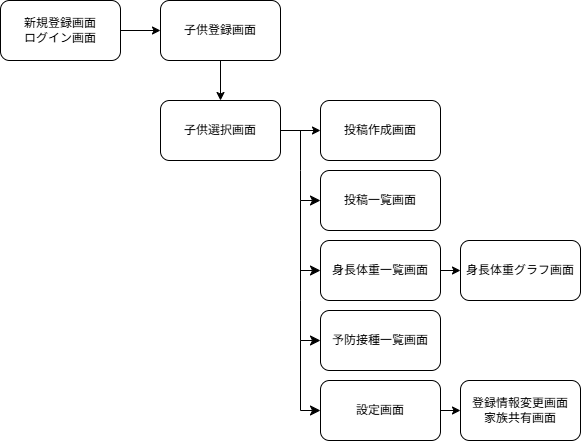 新規登録画面
ログイン画面
子供登録画面
子供選択画面
投稿作成画面
投稿一覧画面
身長体重一覧画面
身長体重グラフ画面
予防接種一覧画面
設定画面
登録情報変更画面
家族共有画面